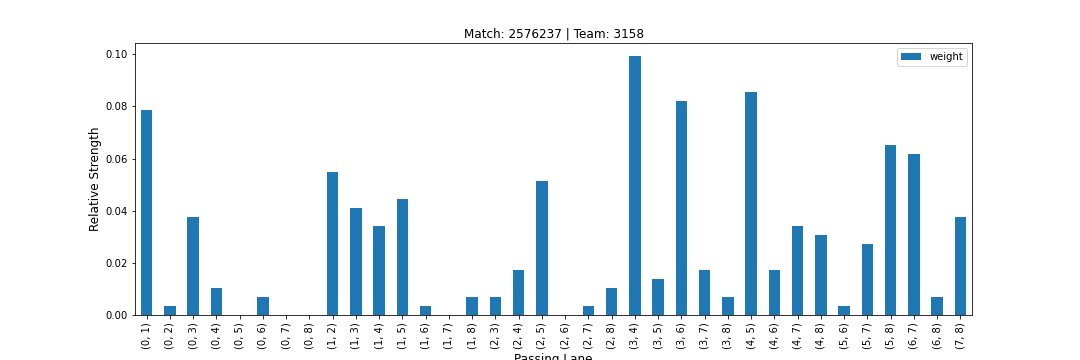 Match: 2576237 | Team: 3158
weight
0.10
0.08
0.06
0.04
0.02
0.00
Relative Strength
(0, 1) (0, 2) (0, 3) (0, 4) (0, 5) (0, 6) (0, 7) (0, 8) (1, 2) (1, 3) (1, 4) (1, 5) (1, 6) (1, 7) (1, 8) (2, 3) (2, 4) (2, 5) (2, 6) (2, 7) (2, 8) (3, 4) (3, 5) (3, 6) (3, 7) (3, 8) (4, 5) (4, 6) (4, 7) (4, 8) (5, 6) (5, 7) (5, 8) (6, 7) (6, 8) (7, 8)
Passing Lane